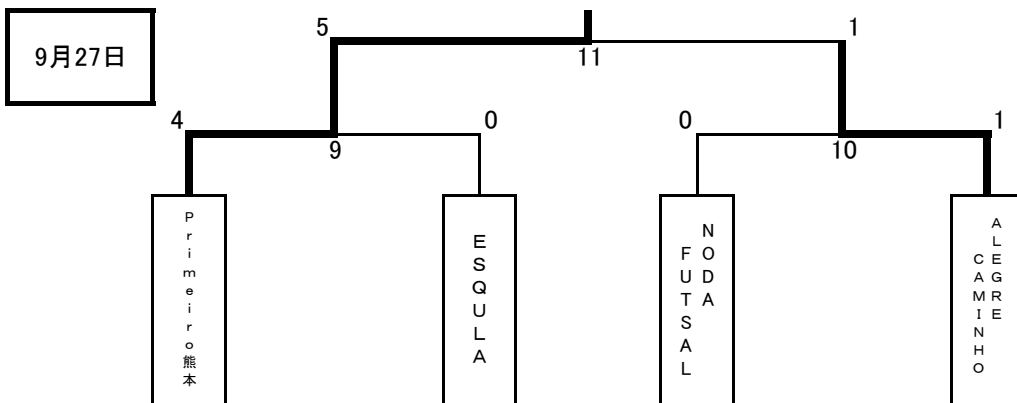 9月27日
5
1
11
4
0
0
1
9
10
Primeiro熊本
ESQULA
NODA
FUTSAL
ALEGRE
CAMINHO